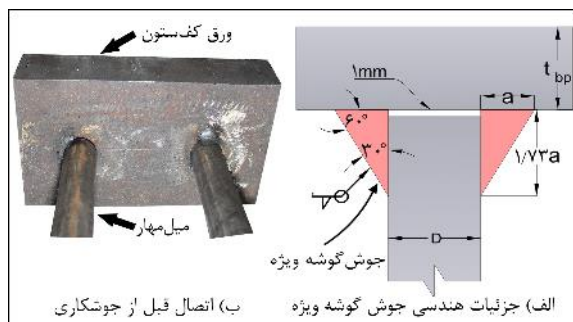 ورق کف‌ستون
میل‌مهار
ب) اتصال قبل از جوشکاری
t bp
۱mm
a
۶۰°
۳۰°
۱/۷۳a
D
جوش گوشه ویژه
الف) جزئیات هندسی جوش گوشه ویژه